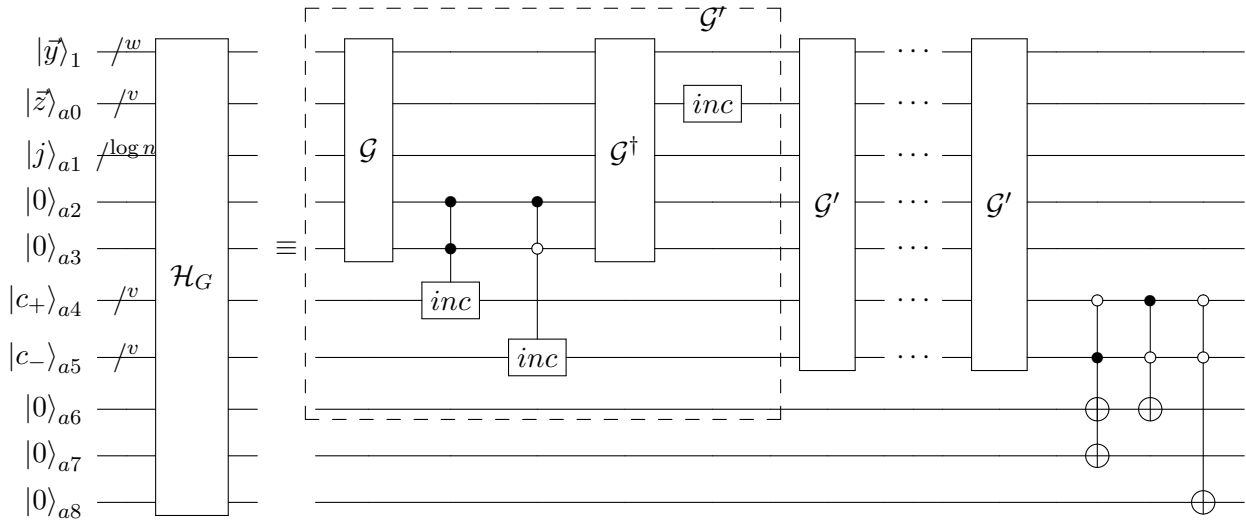 𝒢′
|y⃗⟩₁ /w 𝒢 𝒢† 𝒢′ ··· 𝒢′ ···
|z⃗⟩ₐ₀ /v inc ···
|j⟩ₐ₁ /log n ···
|0⟩ₐ₂ ···
|0⟩ₐ₃ ℋ_G ≡ ···
|c₊⟩ₐ₄ /v inc ···
|c₋⟩ₐ₅ /v inc ···
|0⟩ₐ₆
|0⟩ₐ₇
|0⟩ₐ₈